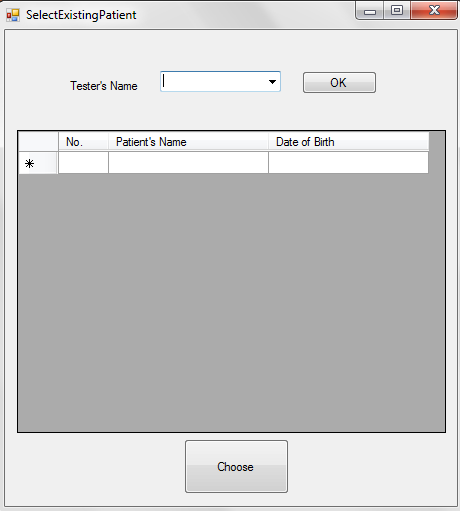 SelectExistingPatient
Tester's Name
OK
No. Patient's Name Date of Birth
Choose